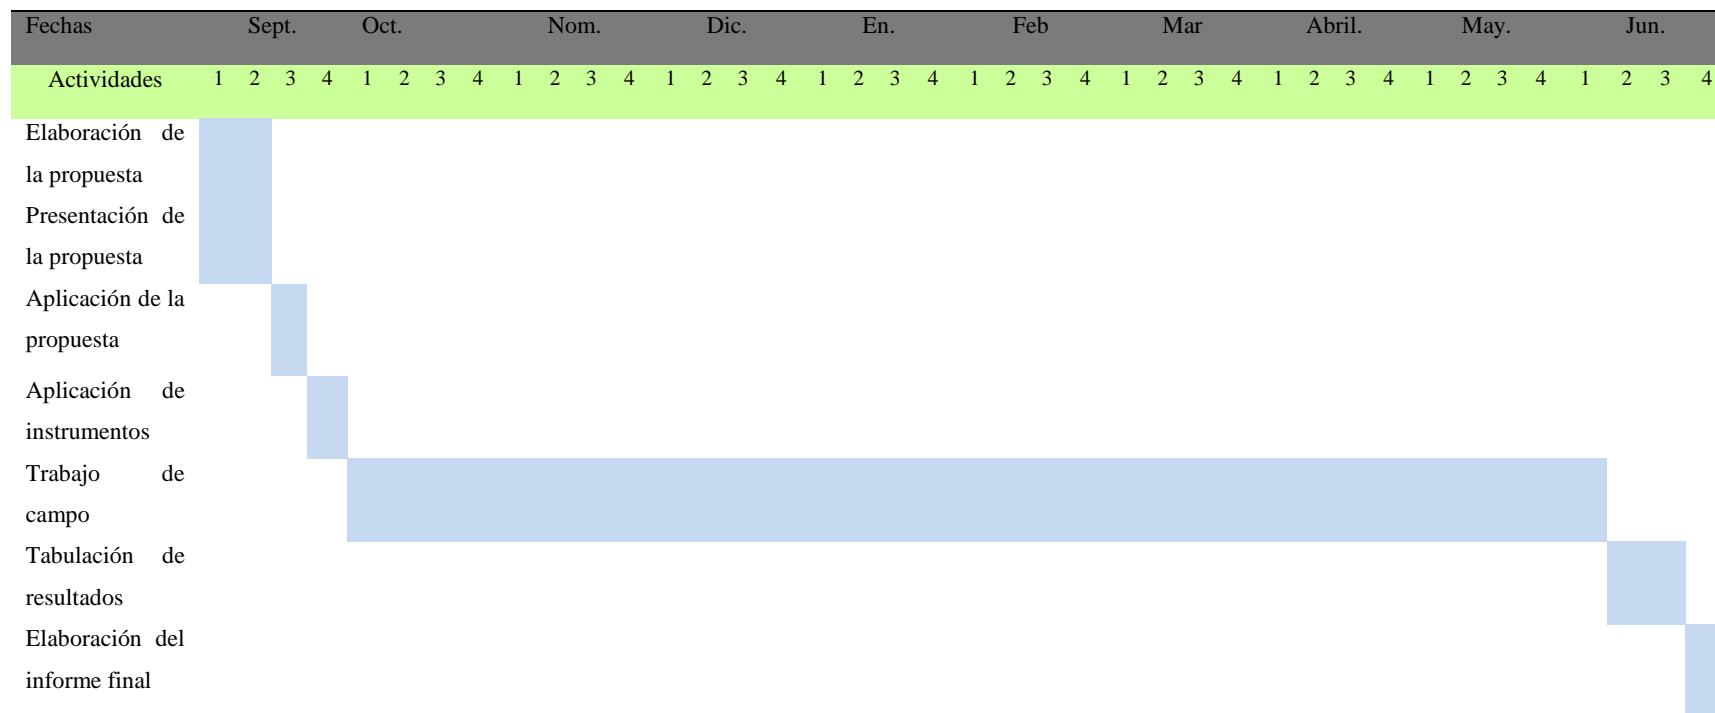 Fechas Sept. Oct. Nom. Dic. En. Feb Mar Abril. May. Jun.
Actividades 1 2 3 4 1 2 3 4 1 2 3 4 1 2 3 4 1 2 3 4 1 2 3 4 1 2 3 4 1 2 3 4 1 2 3 4 1 2 3 4
Elaboración de
la propuesta
Presentación de
la propuesta
Aplicación de la
propuesta
Aplicación de
instrumentos
Trabajo de
campo
Tabulación de
resultados
Elaboración del
informe final